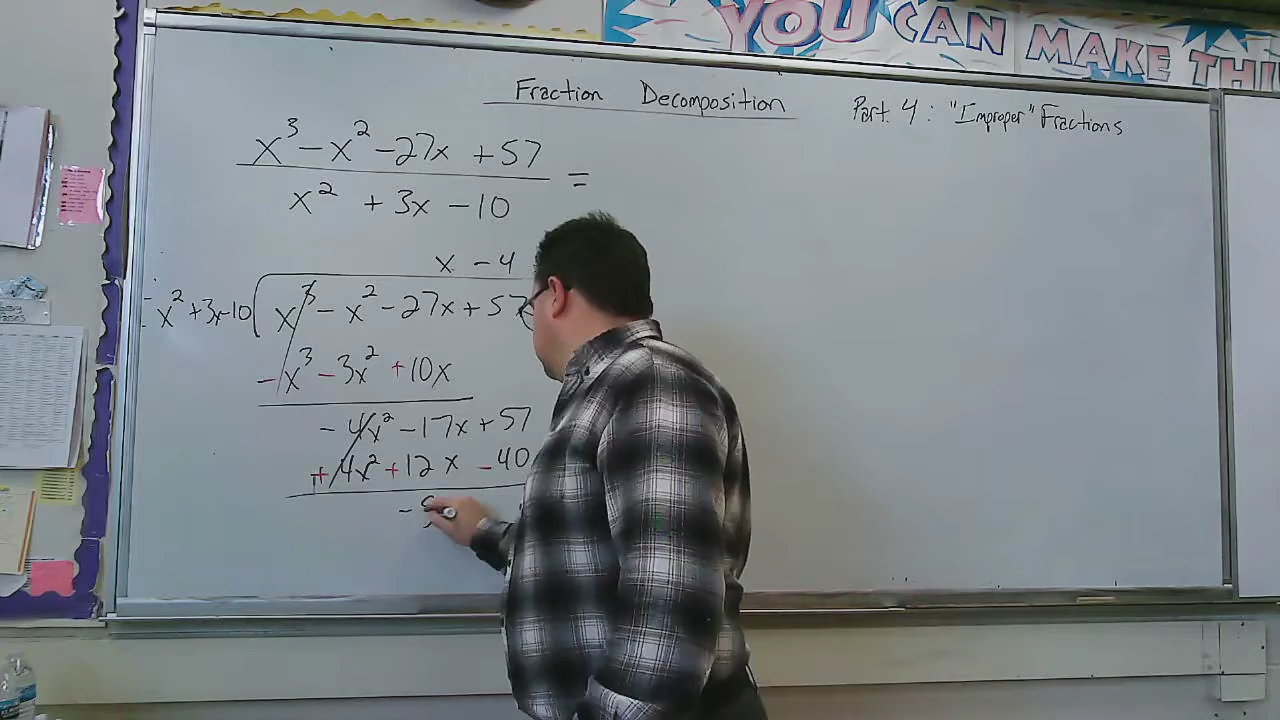 YOU CAN MAKE THI
Fraction Decomposition
Part 4 : "Improper" Fractions
x³ − x² − 27x + 57
x² + 3x − 10
=
x − 4
x² + 3x − 10
x³ − x² − 27x + 57
− x³ − 3x² + 10x
− 4x² − 17x + 57
+ 4x² + 12x − 40
− 5